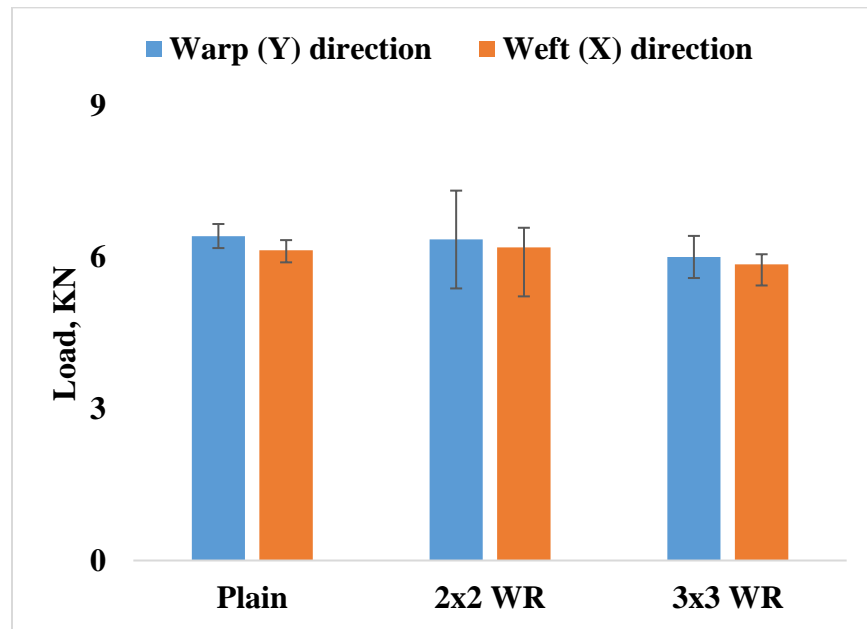 Warp (Y) direction Weft (X) direction
9
6
3
0
Load, KN
Plain 2x2 WR 3x3 WR